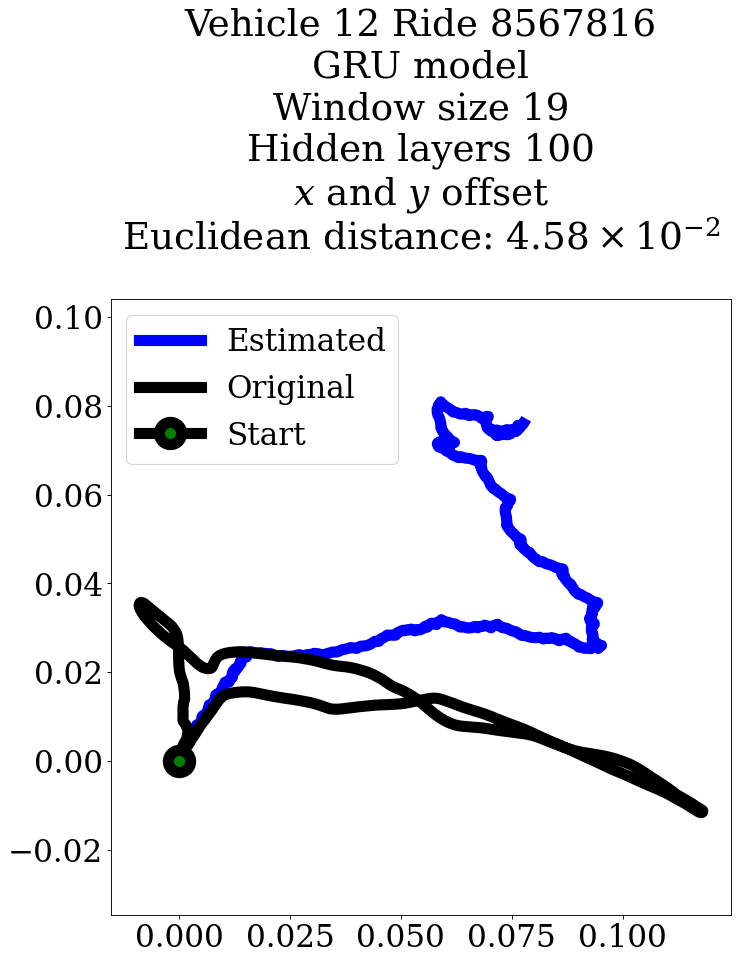 Vehicle 12 Ride 8567816
GRU model
Window size 19
Hidden layers 100
x and y offset
Euclidean distance: 4.58 × 10⁻²
Estimated
Original
Start
0.10
0.08
0.06
0.04
0.02
0.00
−0.02
0.000 0.025 0.050 0.075 0.100